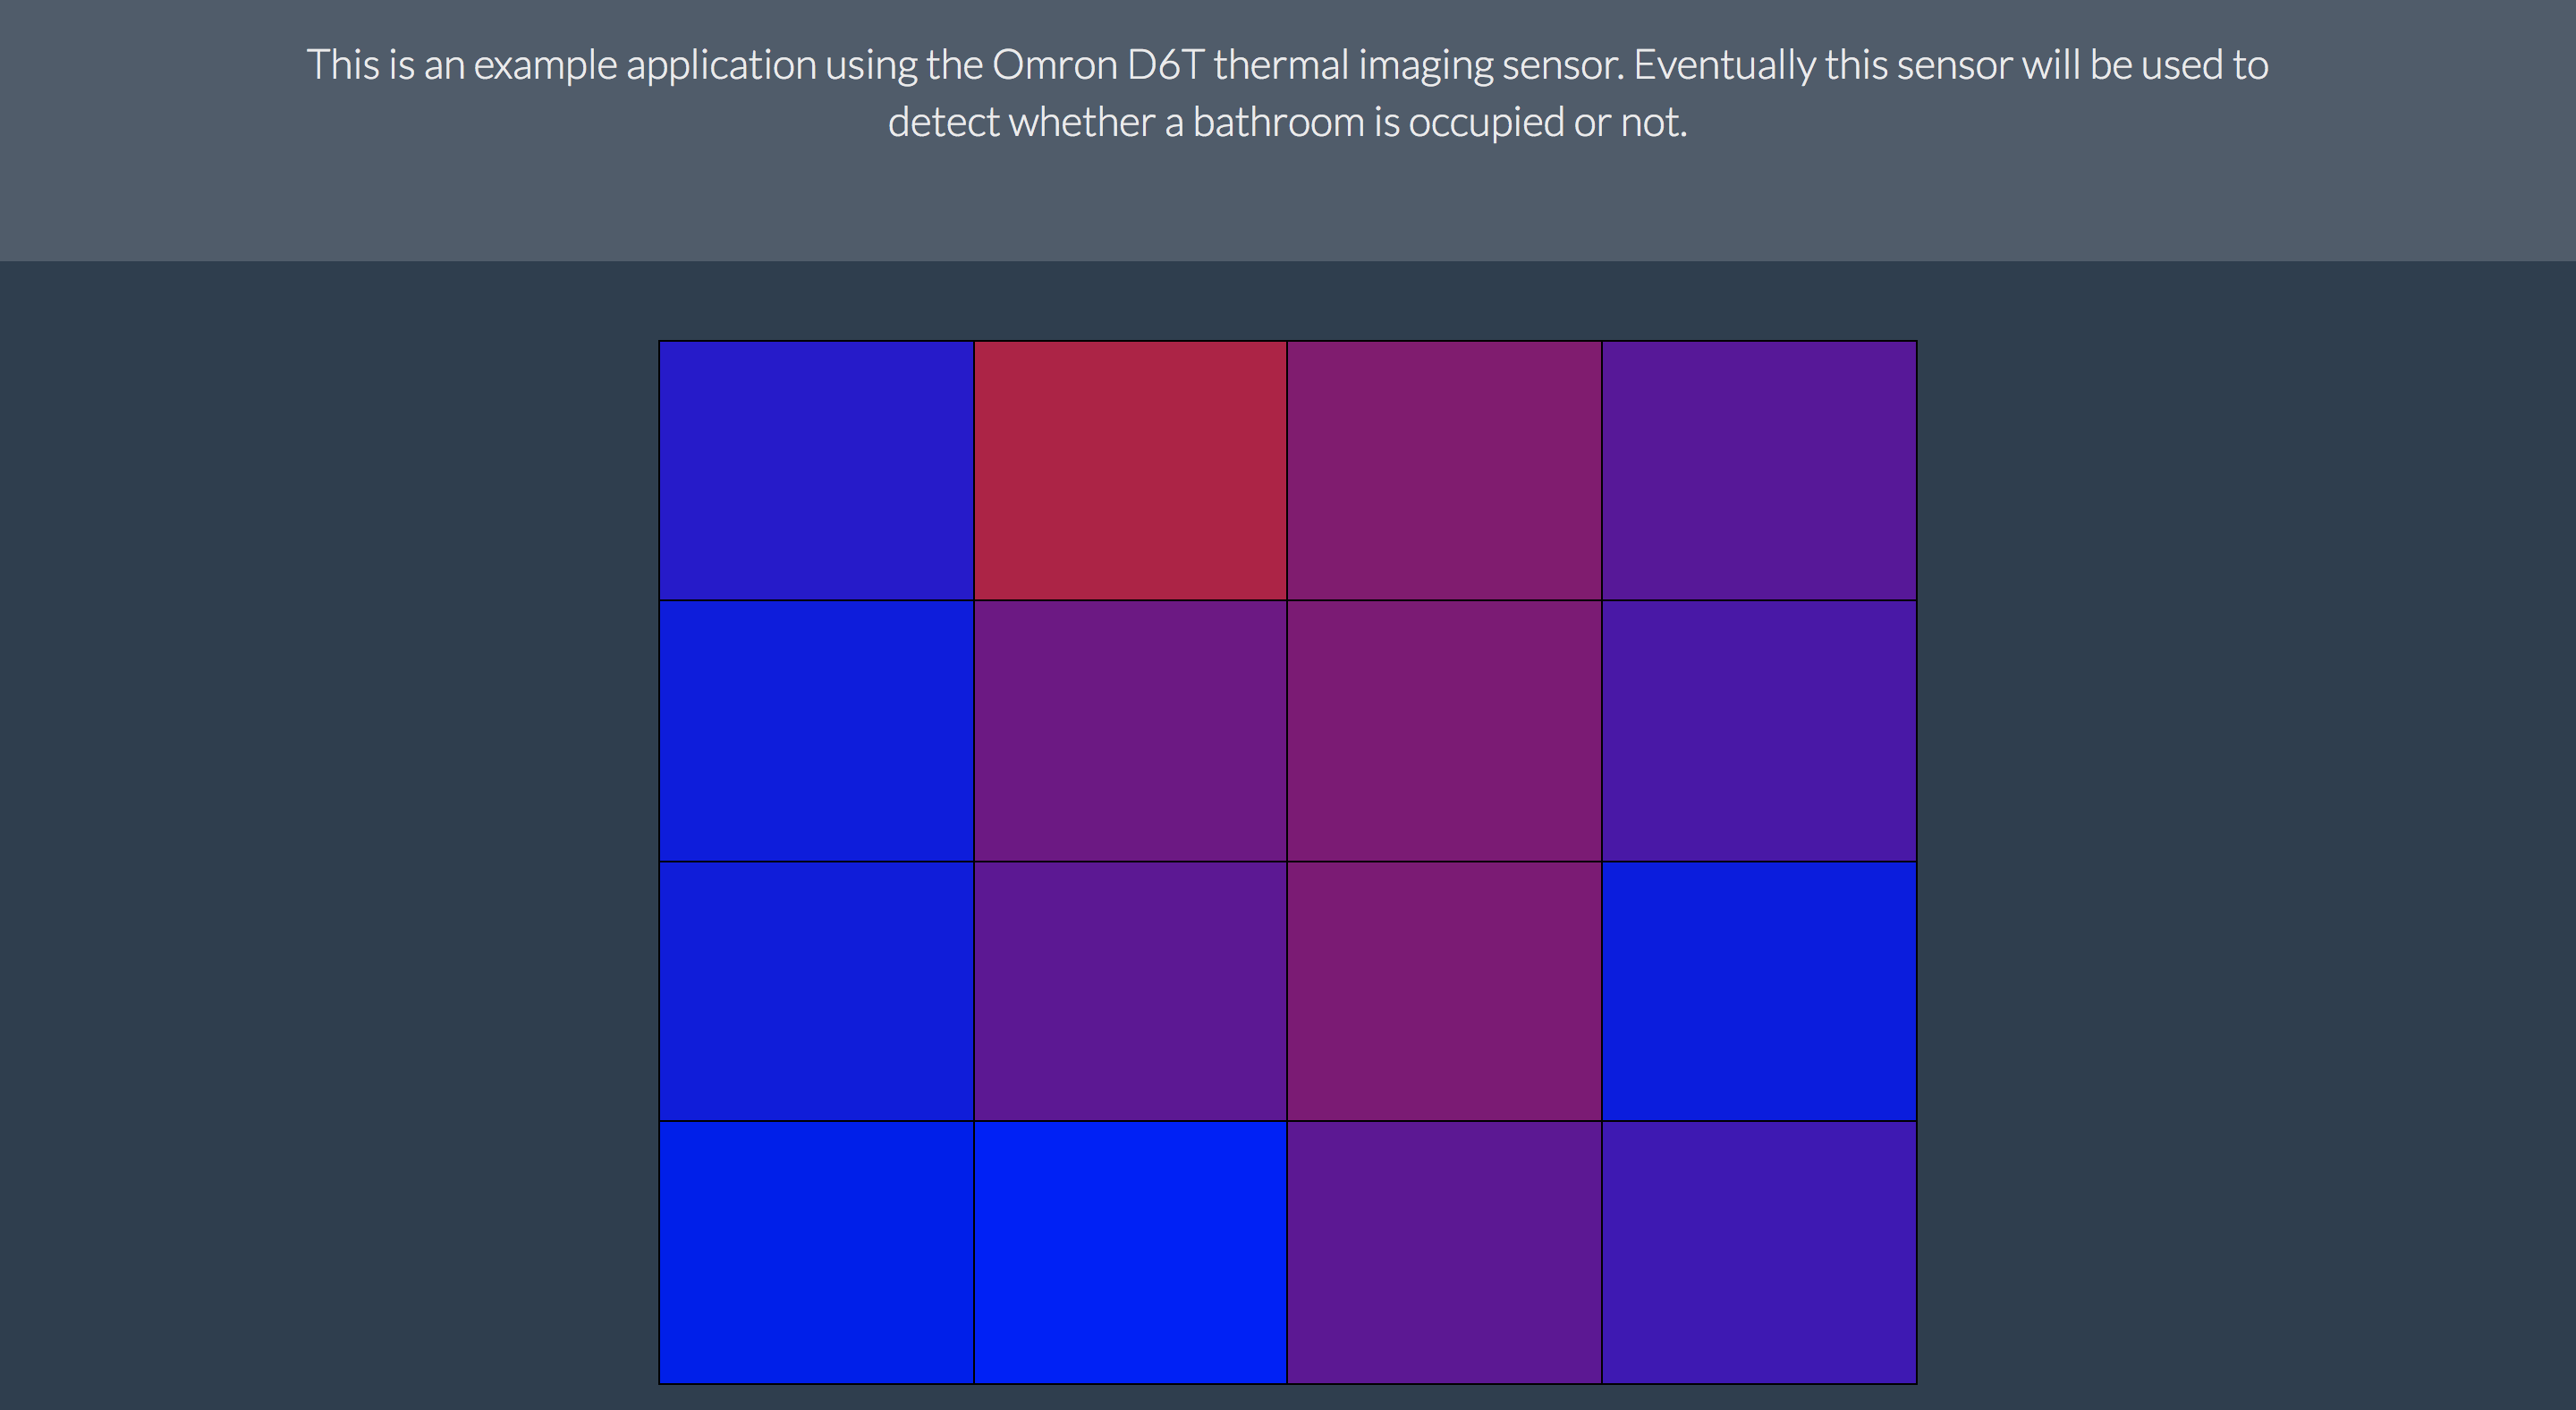 This is an example application using the Omron D6T thermal imaging sensor. Eventually this sensor will be used to
detect whether a bathroom is occupied or not.